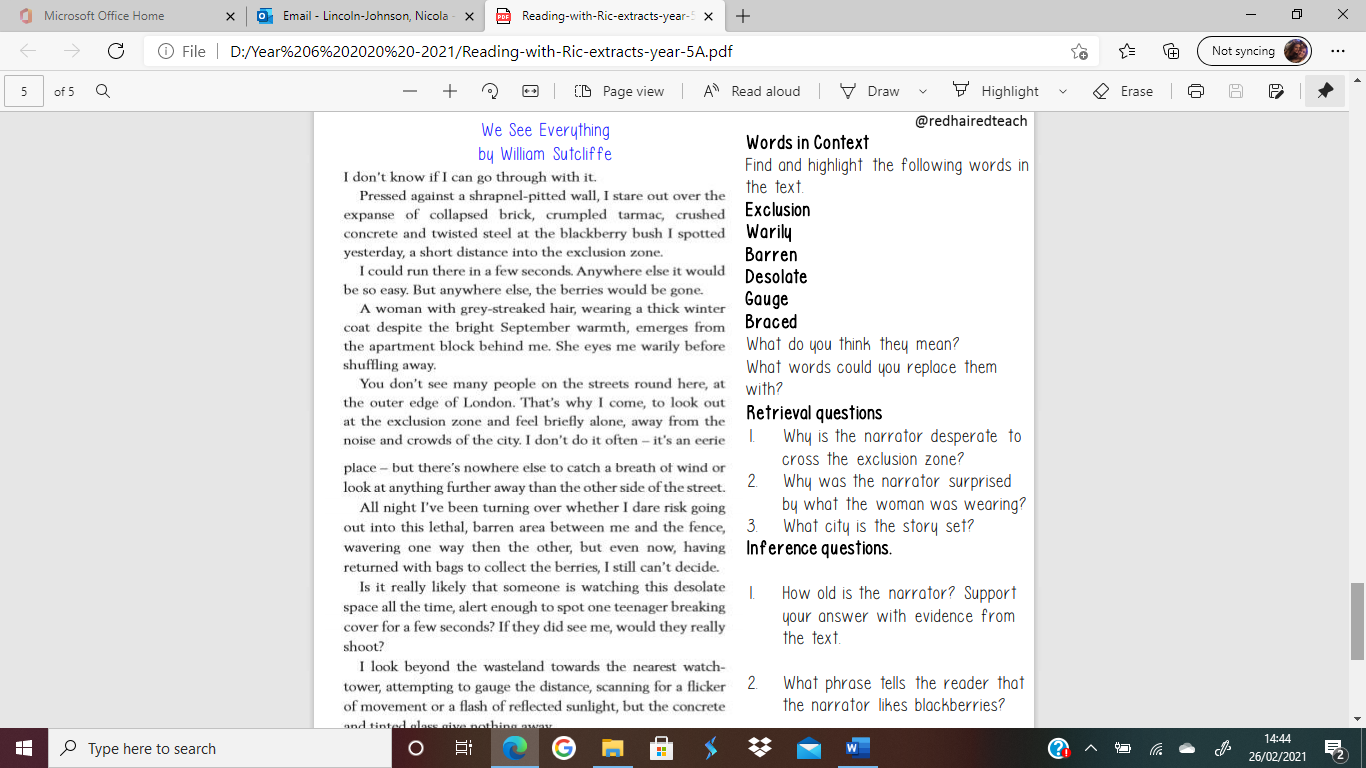 Microsoft Office Home
Email - Lincoln-Johnson, Nicola -
Reading-with-Ric-extracts-year-5
Not syncing
File
D:/Year%206%202020%20-2021/Reading-with-Ric-extracts-year-5A.pdf
5 of 5
Page view
Read aloud
Draw
Highlight
Erase
@redhairedteach
We See Everything
by William Sutcliffe
I don't know if I can go through with it.
Pressed against a shrapnel-pitted wall, I stare out over the
expanse of collapsed brick, crumpled tarmac, crushed
concrete and twisted steel at the blackberry bush I spotted
yesterday, a short distance into the exclusion zone.
I could run there in a few seconds. Anywhere else it would
be so easy. But anywhere else, the berries would be gone.
A woman with grey-streaked hair, wearing a thick winter
coat despite the bright September warmth, emerges from
the apartment block behind me. She eyes me warily before
shuffling away.
You don't see many people on the streets round here, at
the outer edge of London. That's why I come, to look out
at the exclusion zone and feel briefly alone, away from the
noise and crowds of the city. I don't do it often – it's an eerie
place – but there's nowhere else to catch a breath of wind or
look at anything further away than the other side of the street.
All night I've been turning over whether I dare risk going
out into this lethal, barren area between me and the fence,
wavering one way then the other, but even now, having
returned with bags to collect the berries, I still can't decide.
Is it really likely that someone is watching this desolate
space all the time, alert enough to spot one teenager breaking
cover for a few seconds? If they did see me, would they really
shoot?
I look beyond the wasteland towards the nearest watch-
tower, attempting to gauge the distance, scanning for a flicker
of movement or a flash of reflected sunlight, but the concrete
and tinted glass give nothing away.
Words in Context
Find and highlight the following words in
the text.
Exclusion
Warily
Barren
Desolate
Gauge
Braced
What do you think they mean?
What words could you replace them
with?
Retrieval questions
1. Why is the narrator desperate to
cross the exclusion zone?
2. Why was the narrator surprised
by what the woman was wearing?
3. What city is the story set?
Inference questions.
1. How old is the narrator? Support
your answer with evidence from
the text.
2. What phrase tells the reader that
the narrator likes blackberries?
Type here to search
14:44
26/02/2021
2